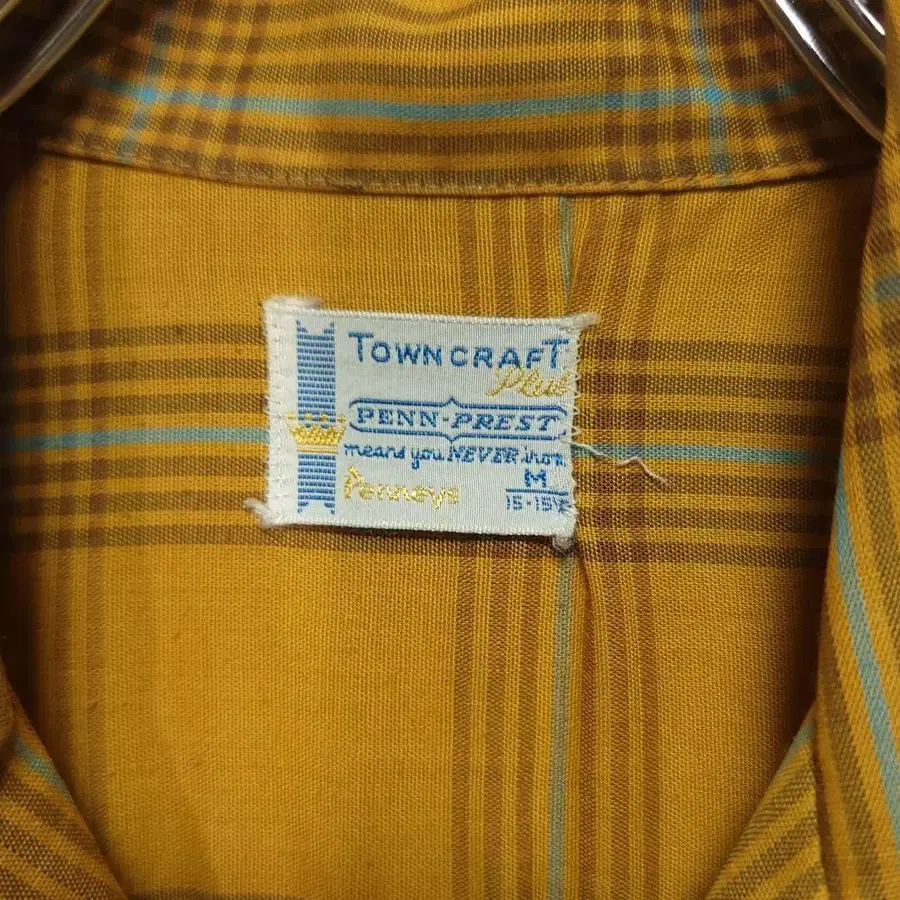 TOWNCRAFT
Plus
PENN-PREST
means you NEVER iron
Penneys
M
15-15½